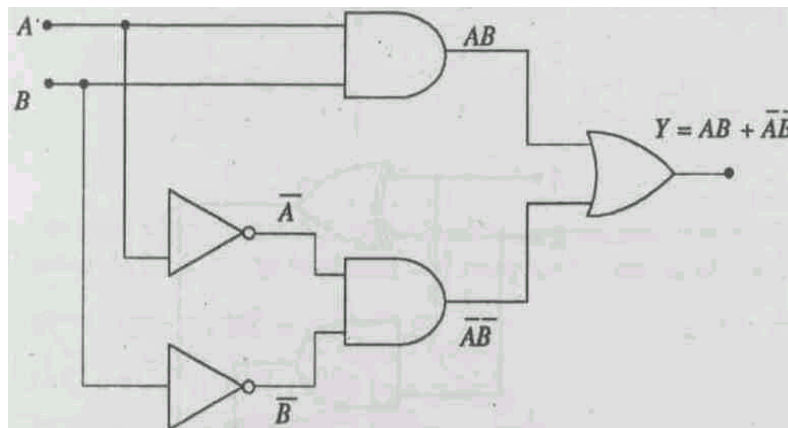 A
AB
B
Y = AB + A̅B̅
A̅
A̅B̅
B̅